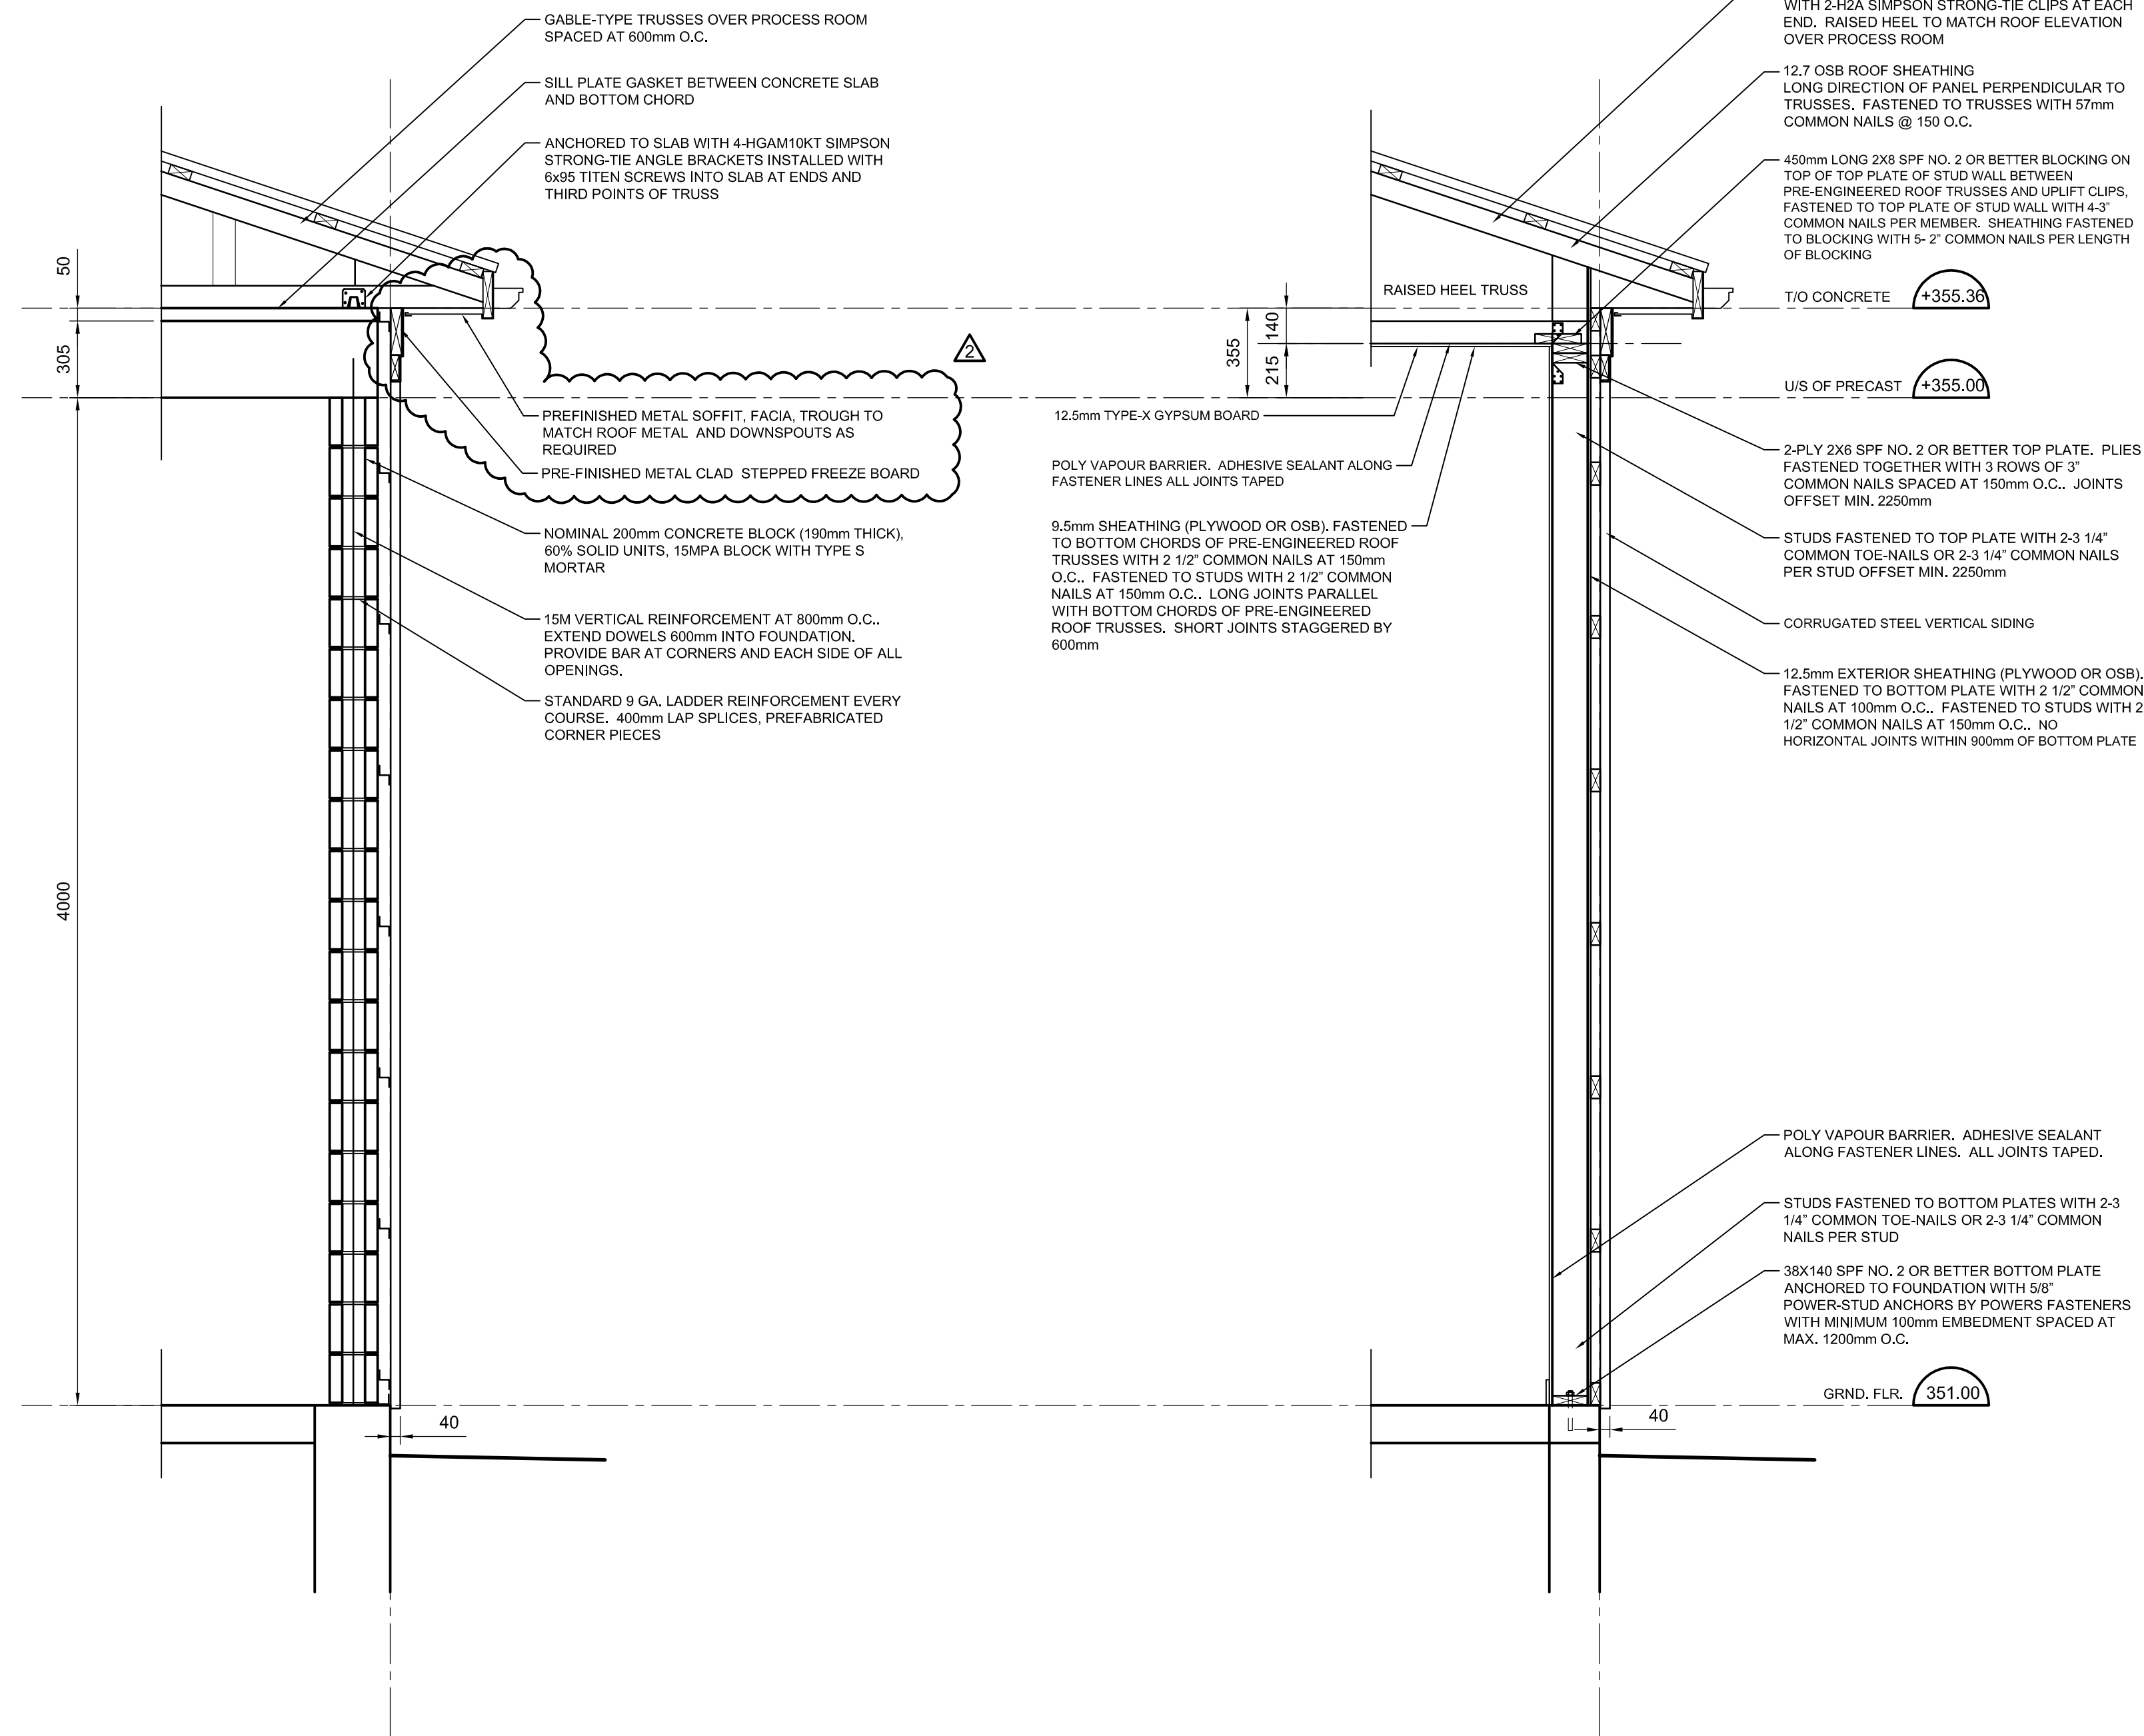 GABLE-TYPE TRUSSES OVER PROCESS ROOM
SPACED AT 600mm O.C.
SILL PLATE GASKET BETWEEN CONCRETE SLAB
AND BOTTOM CHORD
ANCHORED TO SLAB WITH 4-HGAM10KT SIMPSON
STRONG-TIE ANGLE BRACKETS INSTALLED WITH
6x95 TITEN SCREWS INTO SLAB AT ENDS AND
THIRD POINTS OF TRUSS
50
305
4000
2
PREFINISHED METAL SOFFIT, FACIA, TROUGH TO
MATCH ROOF METAL AND DOWNSPOUTS AS
REQUIRED
PRE-FINISHED METAL CLAD STEPPED FREEZE BOARD
NOMINAL 200mm CONCRETE BLOCK (190mm THICK),
60% SOLID UNITS, 15MPA BLOCK WITH TYPE S
MORTAR
15M VERTICAL REINFORCEMENT AT 800mm O.C..
EXTEND DOWELS 600mm INTO FOUNDATION.
PROVIDE BAR AT CORNERS AND EACH SIDE OF ALL
OPENINGS.
STANDARD 9 GA. LADDER REINFORCEMENT EVERY
COURSE. 400mm LAP SPLICES, PREFABRICATED
CORNER PIECES
40
WITH 2-H2A SIMPSON STRONG-TIE CLIPS AT EACH
END. RAISED HEEL TO MATCH ROOF ELEVATION
OVER PROCESS ROOM
12.7 OSB ROOF SHEATHING
LONG DIRECTION OF PANEL PERPENDICULAR TO
TRUSSES. FASTENED TO TRUSSES WITH 57mm
COMMON NAILS @ 150 O.C.
450mm LONG 2X8 SPF NO. 2 OR BETTER BLOCKING ON
TOP OF TOP PLATE OF STUD WALL BETWEEN
PRE-ENGINEERED ROOF TRUSSES AND UPLIFT CLIPS,
FASTENED TO TOP PLATE OF STUD WALL WITH 4-3"
COMMON NAILS PER MEMBER. SHEATHING FASTENED
TO BLOCKING WITH 5- 2" COMMON NAILS PER LENGTH
OF BLOCKING
RAISED HEEL TRUSS
T/O CONCRETE +355.36
355
140
215
U/S OF PRECAST +355.00
12.5mm TYPE-X GYPSUM BOARD
POLY VAPOUR BARRIER. ADHESIVE SEALANT ALONG
FASTENER LINES ALL JOINTS TAPED
9.5mm SHEATHING (PLYWOOD OR OSB). FASTENED
TO BOTTOM CHORDS OF PRE-ENGINEERED ROOF
TRUSSES WITH 2 1/2" COMMON NAILS AT 150mm
O.C.. FASTENED TO STUDS WITH 2 1/2" COMMON
NAILS AT 150mm O.C.. LONG JOINTS PARALLEL
WITH BOTTOM CHORDS OF PRE-ENGINEERED
ROOF TRUSSES. SHORT JOINTS STAGGERED BY
600mm
2-PLY 2X6 SPF NO. 2 OR BETTER TOP PLATE. PLIES
FASTENED TOGETHER WITH 3 ROWS OF 3"
COMMON NAILS SPACED AT 150mm O.C.. JOINTS
OFFSET MIN. 2250mm
STUDS FASTENED TO TOP PLATE WITH 2-3 1/4"
COMMON TOE-NAILS OR 2-3 1/4" COMMON NAILS
PER STUD OFFSET MIN. 2250mm
CORRUGATED STEEL VERTICAL SIDING
12.5mm EXTERIOR SHEATHING (PLYWOOD OR OSB).
FASTENED TO BOTTOM PLATE WITH 2 1/2" COMMON
NAILS AT 100mm O.C.. FASTENED TO STUDS WITH 2
1/2" COMMON NAILS AT 150mm O.C.. NO
HORIZONTAL JOINTS WITHIN 900mm OF BOTTOM PLATE
POLY VAPOUR BARRIER. ADHESIVE SEALANT
ALONG FASTENER LINES. ALL JOINTS TAPED.
STUDS FASTENED TO BOTTOM PLATES WITH 2-3
1/4" COMMON TOE-NAILS OR 2-3 1/4" COMMON
NAILS PER STUD
38X140 SPF NO. 2 OR BETTER BOTTOM PLATE
ANCHORED TO FOUNDATION WITH 5/8"
POWER-STUD ANCHORS BY POWERS FASTENERS
WITH MINIMUM 100mm EMBEDMENT SPACED AT
MAX. 1200mm O.C.
GRND. FLR. 351.00
40